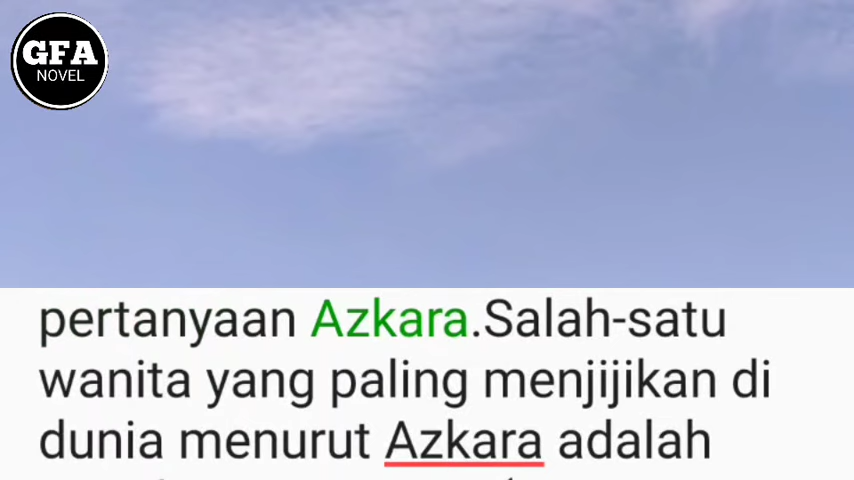 GFA
NOVEL
pertanyaan Azkara.Salah-satu
wanita yang paling menjijikan di
dunia menurut Azkara adalah